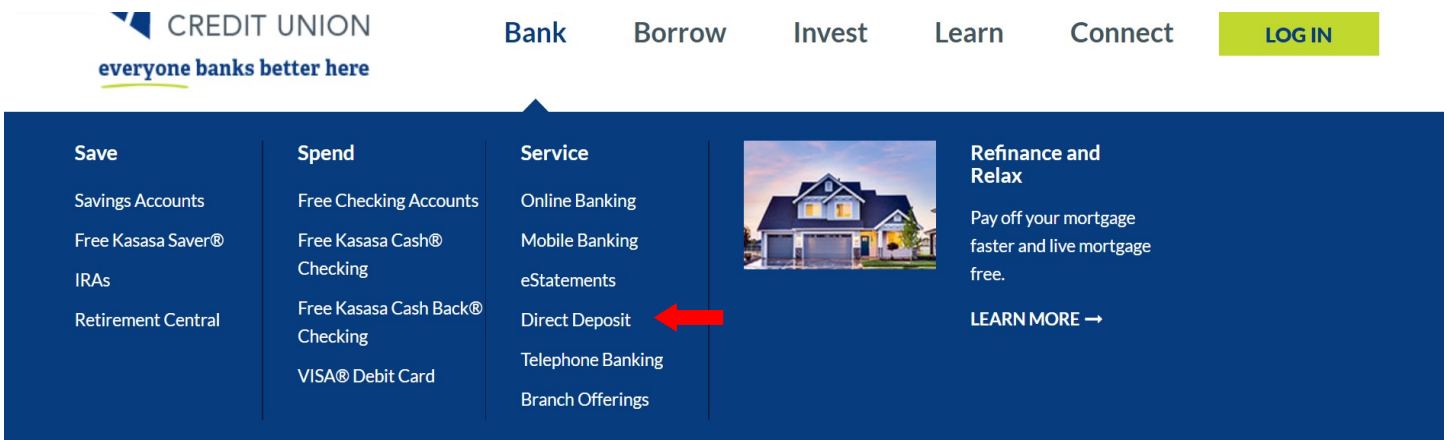 CREDIT UNION
everyone banks better here
Bank Borrow Invest Learn Connect LOG IN
Save
Savings Accounts
Free Kasasa Saver®
IRAs
Retirement Central
Spend
Free Checking Accounts
Free Kasasa Cash®
Checking
Free Kasasa Cash Back®
Checking
VISA® Debit Card
Service
Online Banking
Mobile Banking
eStatements
Direct Deposit
Telephone Banking
Branch Offerings
Refinance and
Relax
Pay off your mortgage
faster and live mortgage
free.
LEARN MORE →